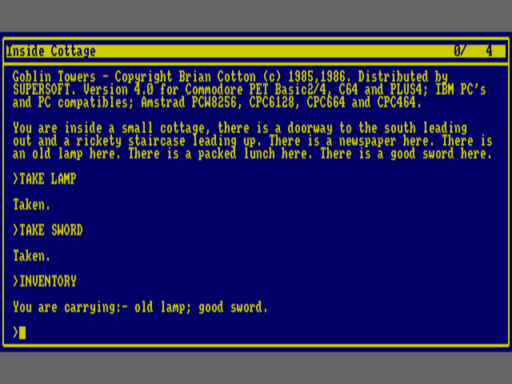 Inside Cottage 0/ 4
Goblin Towers - Copyright Brian Cotton (c) 1985,1986. Distributed by
SUPERSOFT. Version 4.0 for Commodore PET Basic2/4, C64 and PLUS4; IBM PC's
and PC compatibles; Amstrad PCW8256, CPC6128, CPC664 and CPC464.
You are inside a small cottage, there is a doorway to the south leading
out and a rickety staircase leading up. There is a newspaper here. There is
an old lamp here. There is a packed lunch here. There is a good sword here.
>TAKE LAMP
Taken.
>TAKE SWORD
Taken.
>INVENTORY
You are carrying:- old lamp; good sword.
>